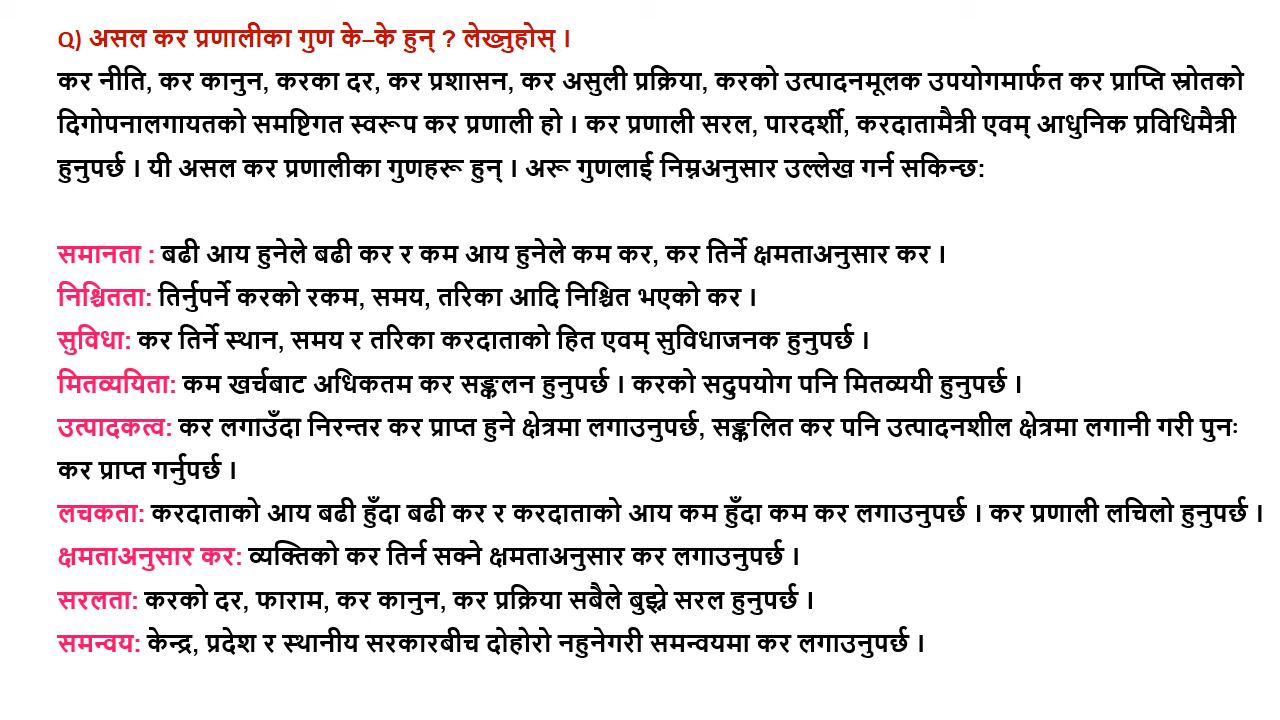 Q) असल कर प्रणालीका गुण के–के हुन् ? लेख्नुहोस् ।
कर नीति, कर कानुन, करका दर, कर प्रशासन, कर असुली प्रक्रिया, करको उत्पादनमूलक उपयोगमार्फत कर प्राप्ति स्रोतको
दिगोपनालगायतको समष्टिगत स्वरूप कर प्रणाली हो । कर प्रणाली सरल, पारदर्शी, करदातामैत्री एवम् आधुनिक प्रविधिमैत्री
हुनुपर्छ । यी असल कर प्रणालीका गुणहरू हुन् । अरू गुणलाई निम्नअनुसार उल्लेख गर्न सकिन्छ:
समानता : बढी आय हुनेले बढी कर र कम आय हुनेले कम कर, कर तिर्ने क्षमताअनुसार कर ।
निश्चितता: तिर्नुपर्ने करको रकम, समय, तरिका आदि निश्चित भएको कर ।
सुविधा: कर तिर्ने स्थान, समय र तरिका करदाताको हित एवम् सुविधाजनक हुनुपर्छ ।
मितव्ययिता: कम खर्चबाट अधिकतम कर सङ्कलन हुनुपर्छ । करको सदुपयोग पनि मितव्ययी हुनुपर्छ ।
उत्पादकत्व: कर लगाउँदा निरन्तर कर प्राप्त हुने क्षेत्रमा लगाउनुपर्छ, सङ्कलित कर पनि उत्पादनशील क्षेत्रमा लगानी गरी पुनः
कर प्राप्त गर्नुपर्छ ।
लचकता: करदाताको आय बढी हुँदा बढी कर र करदाताको आय कम हुँदा कम कर लगाउनुपर्छ । कर प्रणाली लचिलो हुनुपर्छ ।
क्षमताअनुसार कर: व्यक्तिको कर तिर्न सक्ने क्षमताअनुसार कर लगाउनुपर्छ ।
सरलता: करको दर, फाराम, कर कानुन, कर प्रक्रिया सबैले बुझ्ने सरल हुनुपर्छ ।
समन्वय: केन्द्र, प्रदेश र स्थानीय सरकारबीच दोहोरो नहुनेगरी समन्वयमा कर लगाउनुपर्छ ।